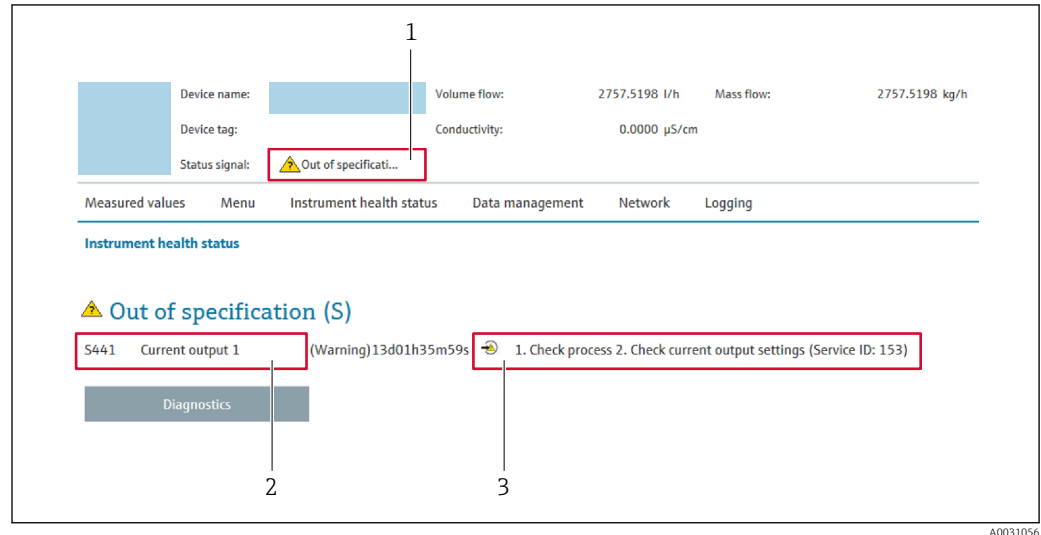 1
Device name: Volume flow: 2757.5198 l/h Mass flow: 2757.5198 kg/h
Device tag: Conductivity: 0.0000 µS/cm
Status signal: Out of specificati...
Measured values Menu Instrument health status Data management Network Logging
Instrument health status
Out of specification (S)
S441 Current output 1 (Warning)13d01h35m59s 1. Check process 2. Check current output settings (Service ID: 153)
Diagnostics
2 3
A0031056